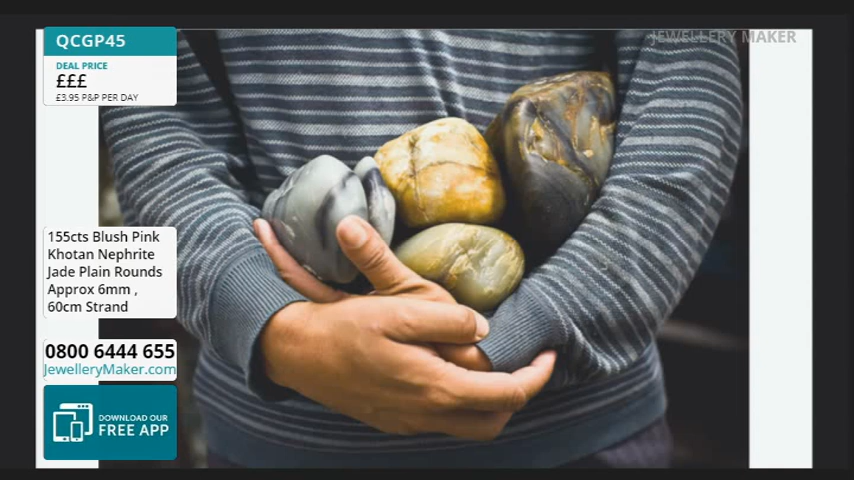 QCGP45
DEAL PRICE
£££
£3.95 P&P PER DAY
JEWELLERY MAKER
155cts Blush Pink
Khotan Nephrite
Jade Plain Rounds
Approx 6mm ,
60cm Strand
0800 6444 655
JewelleryMaker.com
DOWNLOAD OUR
FREE APP